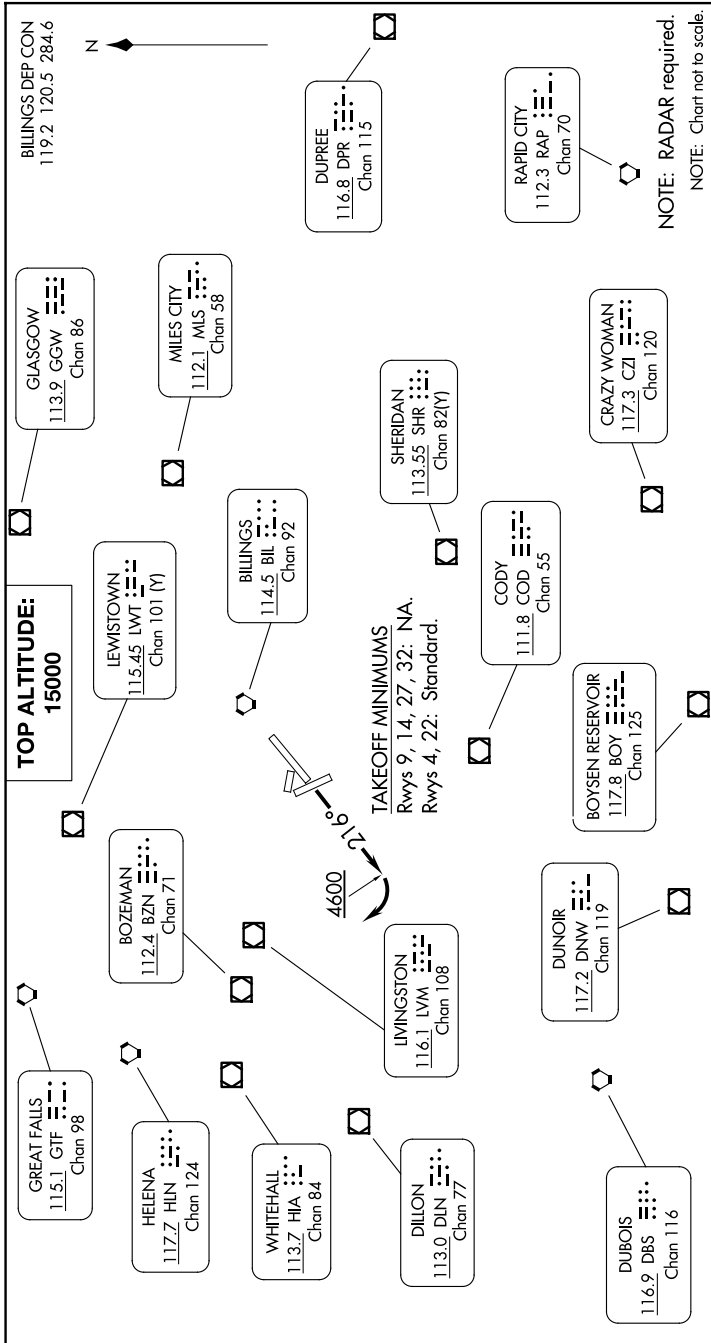 TOP ALTITUDE:
15000
BILLINGS DEP CON
119.2 120.5 284.6
N
GREAT FALLS
115.1 GTF
Chan 98
LEWISTOWN
115.45 LWT
Chan 101 (Y)
GLASGOW
113.9 GGW
Chan 86
HELENA
117.7 HLN
Chan 124
BOZEMAN
112.4 BZN
Chan 71
MILES CITY
112.1 MLS
Chan 58
WHITEHALL
113.7 HIA
Chan 84
BILLINGS
114.5 BIL
Chan 92
DUPREE
116.8 DPR
Chan 115
216°
4600
DILLON
113.0 DLN
Chan 77
LIVINGSTON
116.1 LVM
Chan 108
TAKEOFF MINIMUMS
Rwys 9, 14, 27, 32: NA.
Rwys 4, 22: Standard.
SHERIDAN
113.55 SHR
Chan 82(Y)
CODY
111.8 COD
Chan 55
RAPID CITY
112.3 RAP
Chan 70
DUBOIS
116.9 DBS
Chan 116
DUNOIR
117.2 DNW
Chan 119
BOYSEN RESERVOIR
117.8 BOY
Chan 125
CRAZY WOMAN
117.3 CZI
Chan 120
NOTE: RADAR required.
NOTE: Chart not to scale.